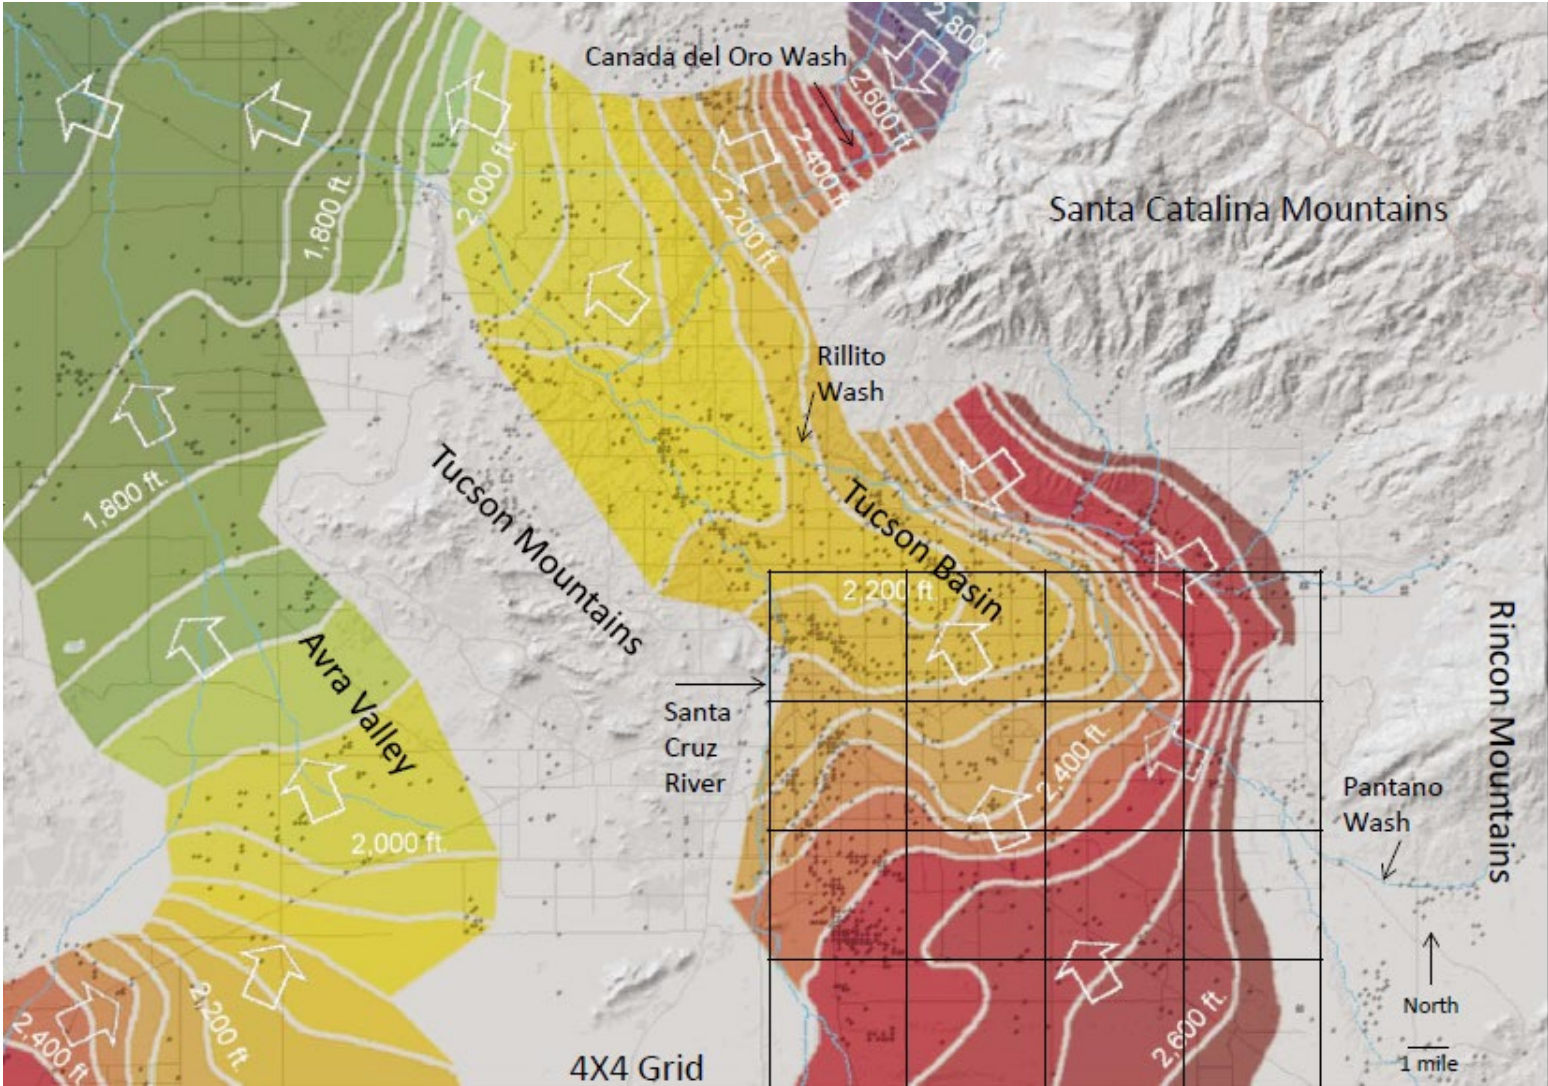 2,800 ft.
Canada del Oro Wash
2,600 ft.
2,400 ft.
2,000 ft.
2,200 ft.
1,800 ft.
Santa Catalina Mountains
Rillito
Wash
Tucson Mountains
1,800 ft.
Tucson Basin
2,200 ft
Avra Valley
Rincon Mountains
Santa
Cruz
River
2,400 ft.
Pantano
Wash
2,000 ft.
2,200 ft.
2,400 ft.
2,600 ft.
North
1 mile
4X4 Grid